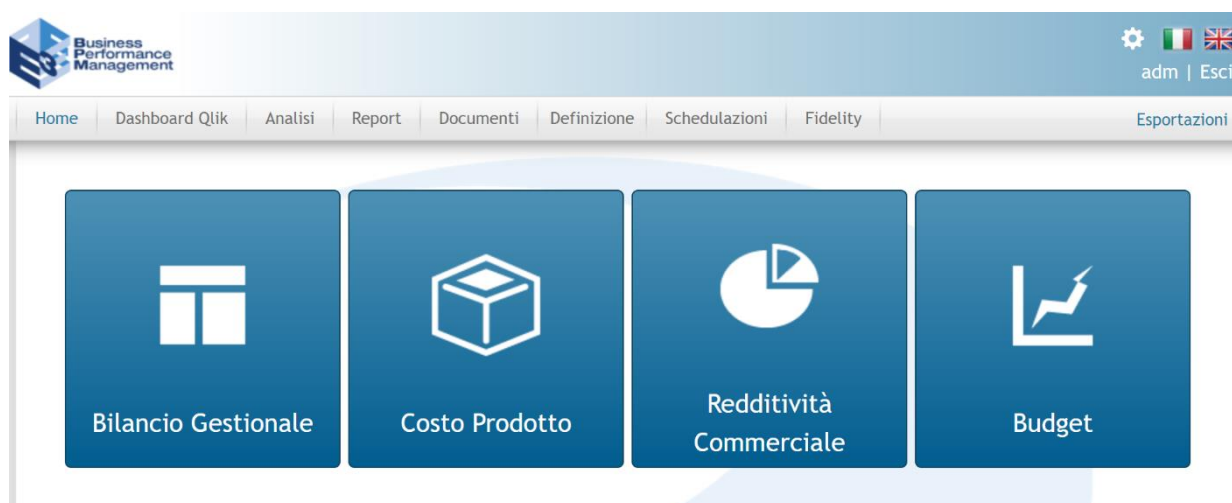 Business
Performance
Management
adm | Esci
Home Dashboard Qlik Analisi Report Documenti Definizione Schedulazioni Fidelity Esportazioni
Bilancio Gestionale
Costo Prodotto
Redditività
Commerciale
Budget